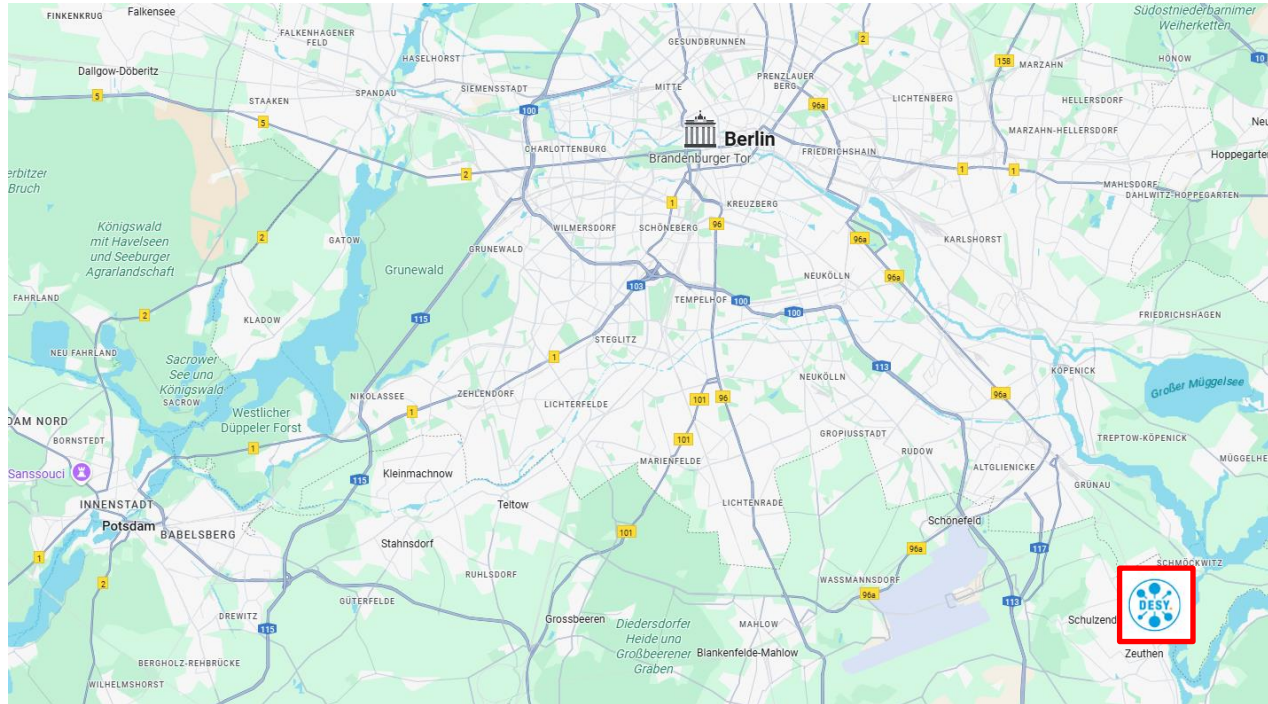 FINKENKRUG
Falkensee
FALKENHAGENER
FELD
HASELHORST
GESUNDBRUNNEN
2
Südostniederbarnimer
Weiherketten
Dallgow-Döberitz
5
STAAKEN
SPANDAU
SIEMENSSTADT
MITTE
PRENZLAUER
BERG
158
MARZAHN
HÖNOW
10
5
100
96a
LICHTENBERG
HELLERSDORF
CHARLOTTENBURG
Berlin
Brandenburger Tor
FRIEDRICHSHAIN
MARZAHN-HELLERSDORF
Hoppegarten
2
1
1
MAHLSDORF
DAHLWITZ-HOPPEGARTEN
Bruch
Königswald
mit Havelseen
und Seeburger
Agrarlandschaft
2
GATOW
GRUNEWALD
WILMERSDORF
SCHÖNEBERG
1
KREUZBERG
96
96a
KARLSHORST
Grunewald
103
NEUKÖLLN
96a
FAHRLAND
2
KLADOW
115
TEMPELHOF
100
100
FRIEDRICHSHAGEN
NEU FAHRLAND
Sacrower
See und
Königswald
SACROW
STEGLITZ
1
113
KÖPENICK
Großer Müggelsee
NIKOLASSEE
ZEHLENDORF
LICHTERFELDE
NEUKÖLLN
96a
101
96
Westlicher
Düppeler Forst
1
DAM NORD
BORNSTEDT
1
101
GROPIUSSTADT
RUDOW
TREPTOW-KÖPENICK
Sanssouci
115
Kleinmachnow
MARIENFELDE
ALTGLIENICKE
MÜGGELHE
GRÜNAU
INNENSTADT
Potsdam
BABELSBERG
Teltow
LICHTENRADE
Schönefeld
101
Stahnsdorf
96a
117
1
2
RUHLSDORF
WASSMANNSDORF
SCHMÖCKWITZ
96a
113
DESY.
GÜTERFELDE
DREWITZ
115
Grossbeeren
Diedersdorfer
Heide und
Großbeerener
Graben
MAHLOW
Blankenfelde-Mahlow
Schulzend
Zeuthen
BERGHOLZ-REHBRÜCKE
WILHELMSHORST